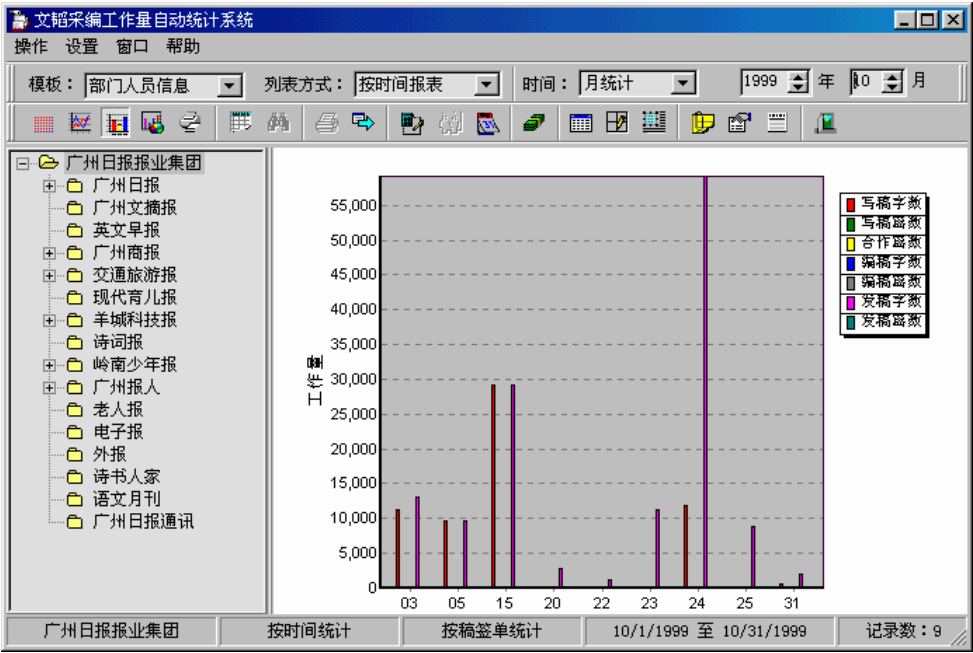 文韬采编工作量自动统计系统
操作 设置 窗口 帮助
模板： 部门人员信息 列表方式： 按时间报表 时间： 月统计 1999 年 10 月
广州日报报业集团
广州日报
广州文摘报
英文早报
广州商报
交通旅游报
现代育儿报
羊城科技报
诗词报
岭南少年报
广州报人
老人报
电子报
外报
诗书人家
语文月刊
广州日报通讯
工作量
55,000
50,000
45,000
40,000
35,000
30,000
25,000
20,000
15,000
10,000
5,000
0
03 05 15 20 22 23 24 25 31
写稿字数
写稿篇数
合作篇数
编稿字数
编稿篇数
发稿字数
发稿篇数
广州日报报业集团 按时间统计 按稿签单统计 10/1/1999 至 10/31/1999 记录数：9